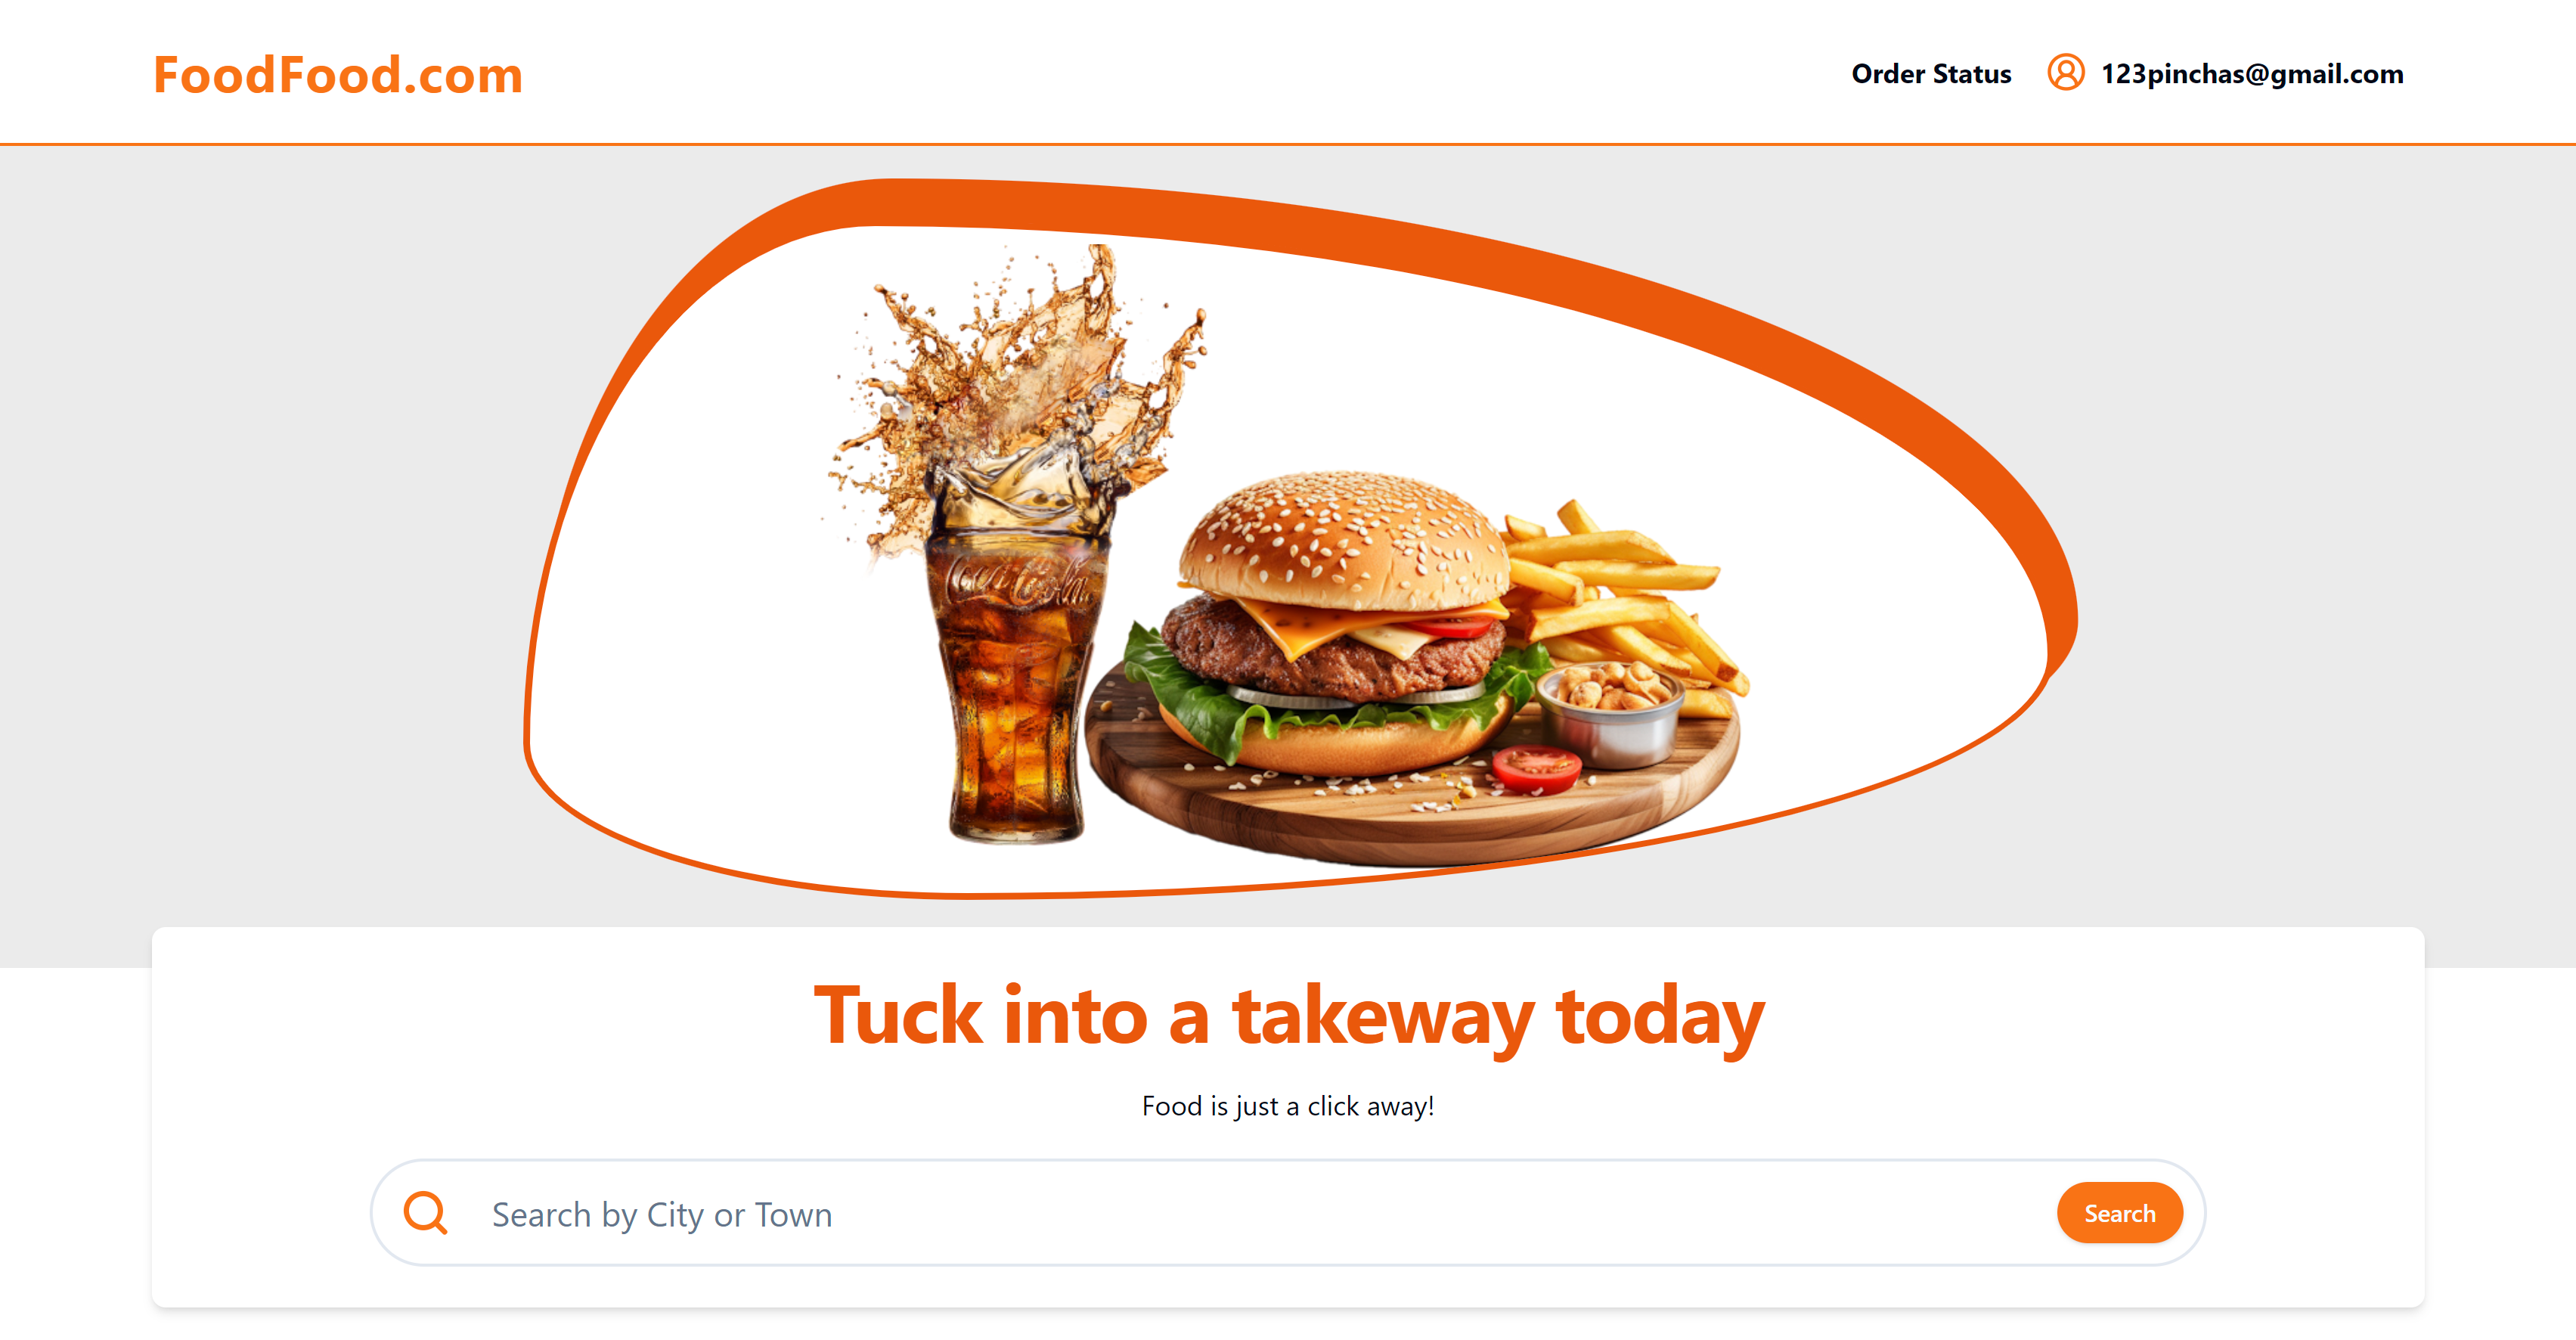 FoodFood.com
Order Status
123pinchas@gmail.com
Coca-Cola
Tuck into a takeway today
Food is just a click away!
Search by City or Town
Search